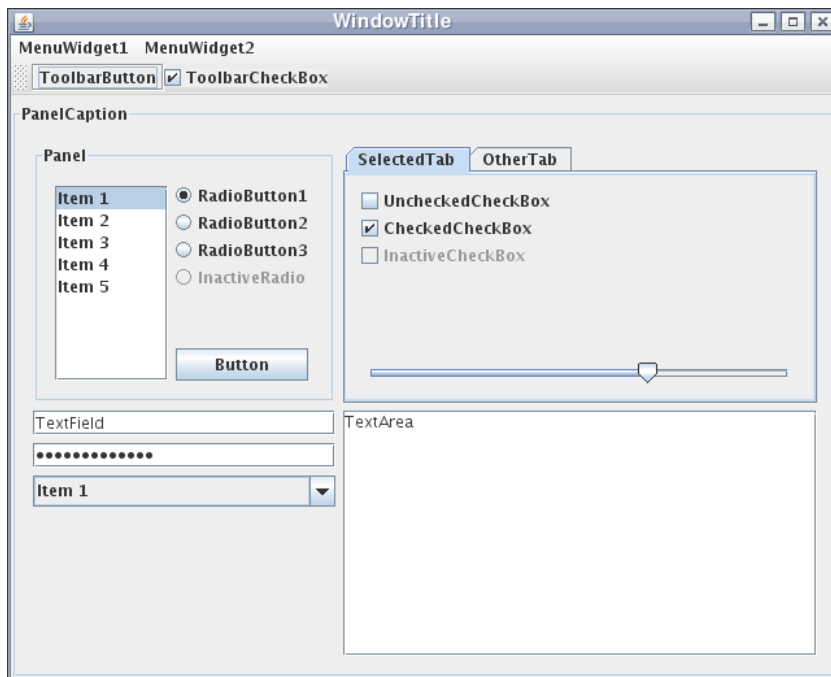 WindowTitle
MenuWidget1 MenuWidget2
ToolbarButton ToolbarCheckBox
PanelCaption
Panel
Item 1
Item 2
Item 3
Item 4
Item 5
RadioButton1
RadioButton2
RadioButton3
InactiveRadio
Button
SelectedTab OtherTab
UncheckedCheckBox
CheckedCheckBox
InactiveCheckBox
TextField
•••••••••••••
Item 1
TextArea